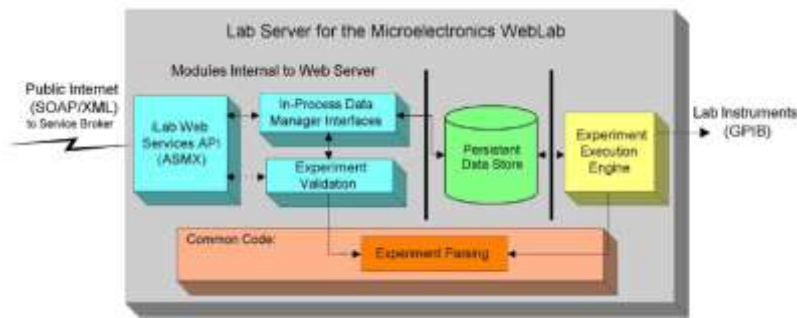 Lab Server for the Microelectronics WebLab
Modules Internal to Web Server
Public Internet
(SOAP/XML)
to Service Broker
iLab Web
Services API
(ASMX)
In-Process Data
Manager Interfaces
Experiment
Validation
Persistent
Data Store
Experiment
Execution
Engine
Lab Instruments
(GPIB)
Common Code:
Experiment Parsing